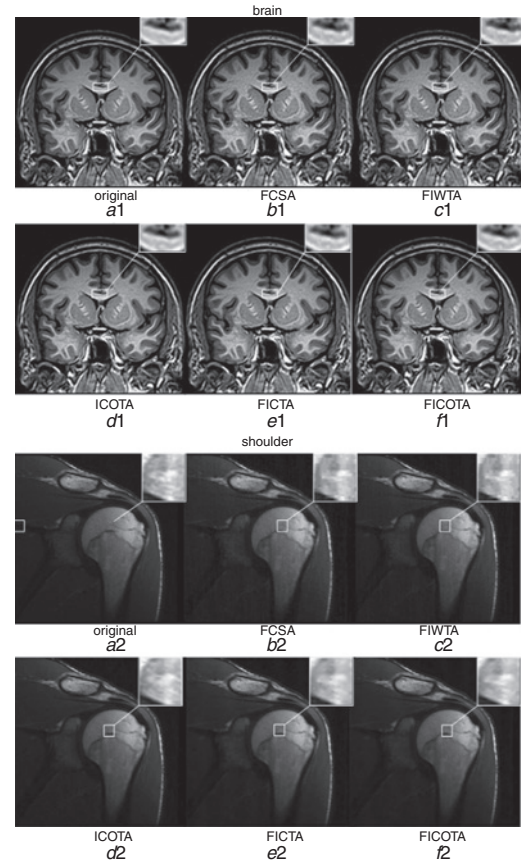 brain
original FCSA FIWTA
a1 b1 c1
ICOTA FICTA FICOTA
d1 e1 f1
shoulder
original FCSA FIWTA
a2 b2 c2
ICOTA FICTA FICOTA
d2 e2 f2